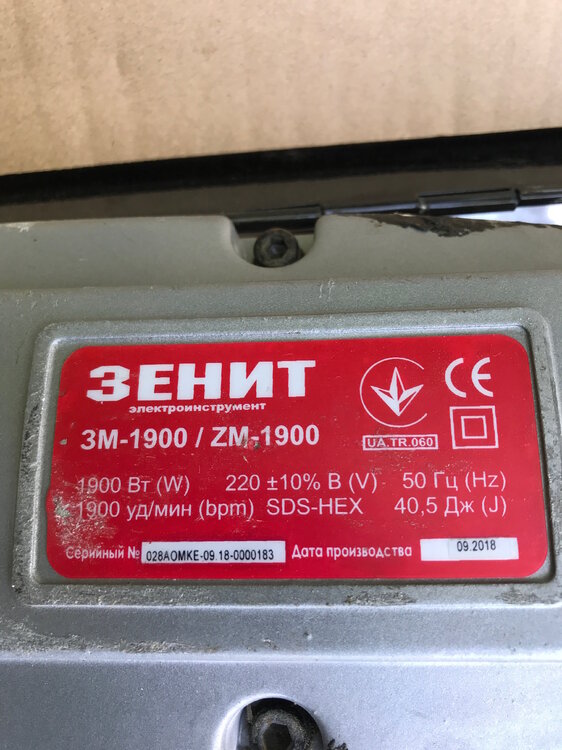 ЗЕНИТ
электроинструмент
ЗМ-1900 / ZM-1900
CE
UA.TR.060
1900 Вт (W) 220 ±10% В (V) 50 Гц (Hz)
1900 уд/мин (bpm) SDS-HEX 40,5 Дж (J)
Серийный № 028AOMKE-09.18-0000183 Дата производства 09.2018